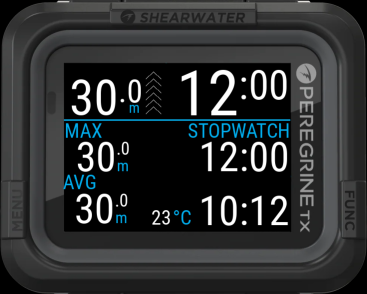 SHEARWATER
30.0 m 12:00
MAX STOPWATCH
30.0 m 12:00
AVG
30.0 m 23°C 10:12
PEREGRINE TX
MENU
FUNC